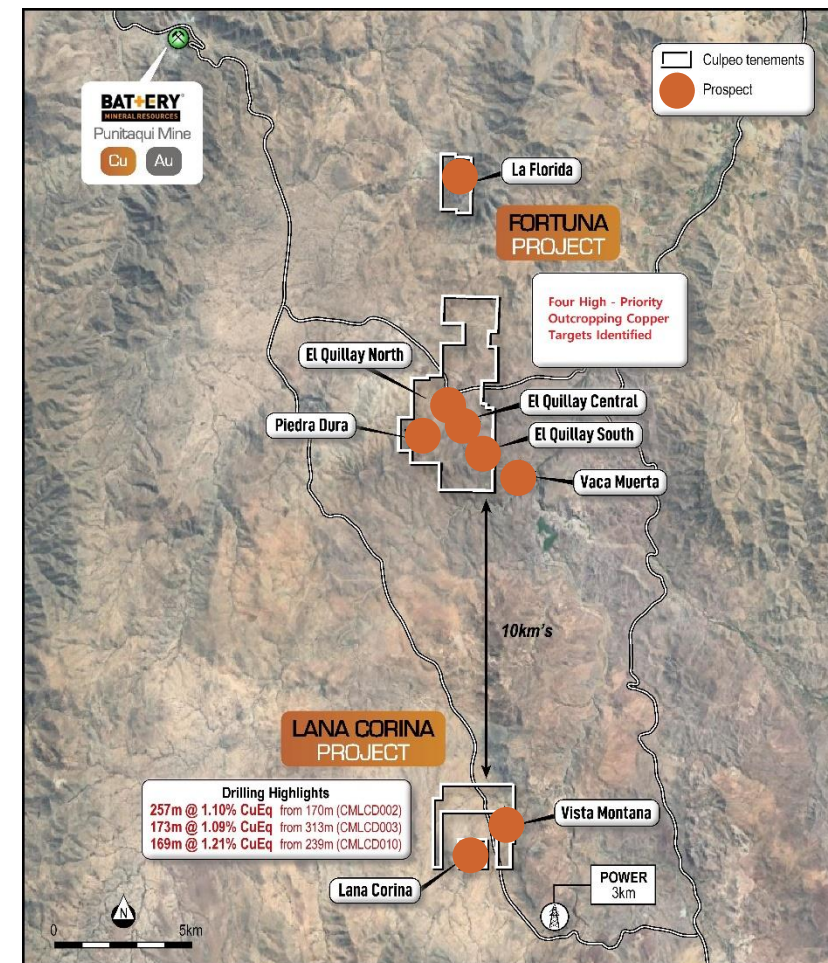 BAT+ERY
MINERAL RESOURCES
Punitaqui Mine
Cu Au
Culpeo tenements
Prospect
La Florida
FORTUNA
PROJECT
Four High - Priority
Outcropping Copper
Targets Identified
El Quillay North
El Quillay Central
Piedra Dura
El Quillay South
Vaca Muerta
10km's
LANA CORINA
PROJECT
Drilling Highlights
257m @ 1.10% CuEq from 170m (CMLCD002)
173m @ 1.09% CuEq from 313m (CMLCD003)
169m @ 1.21% CuEq from 239m (CMLCD010)
Vista Montana
Lana Corina
POWER
3km
N
0 5km